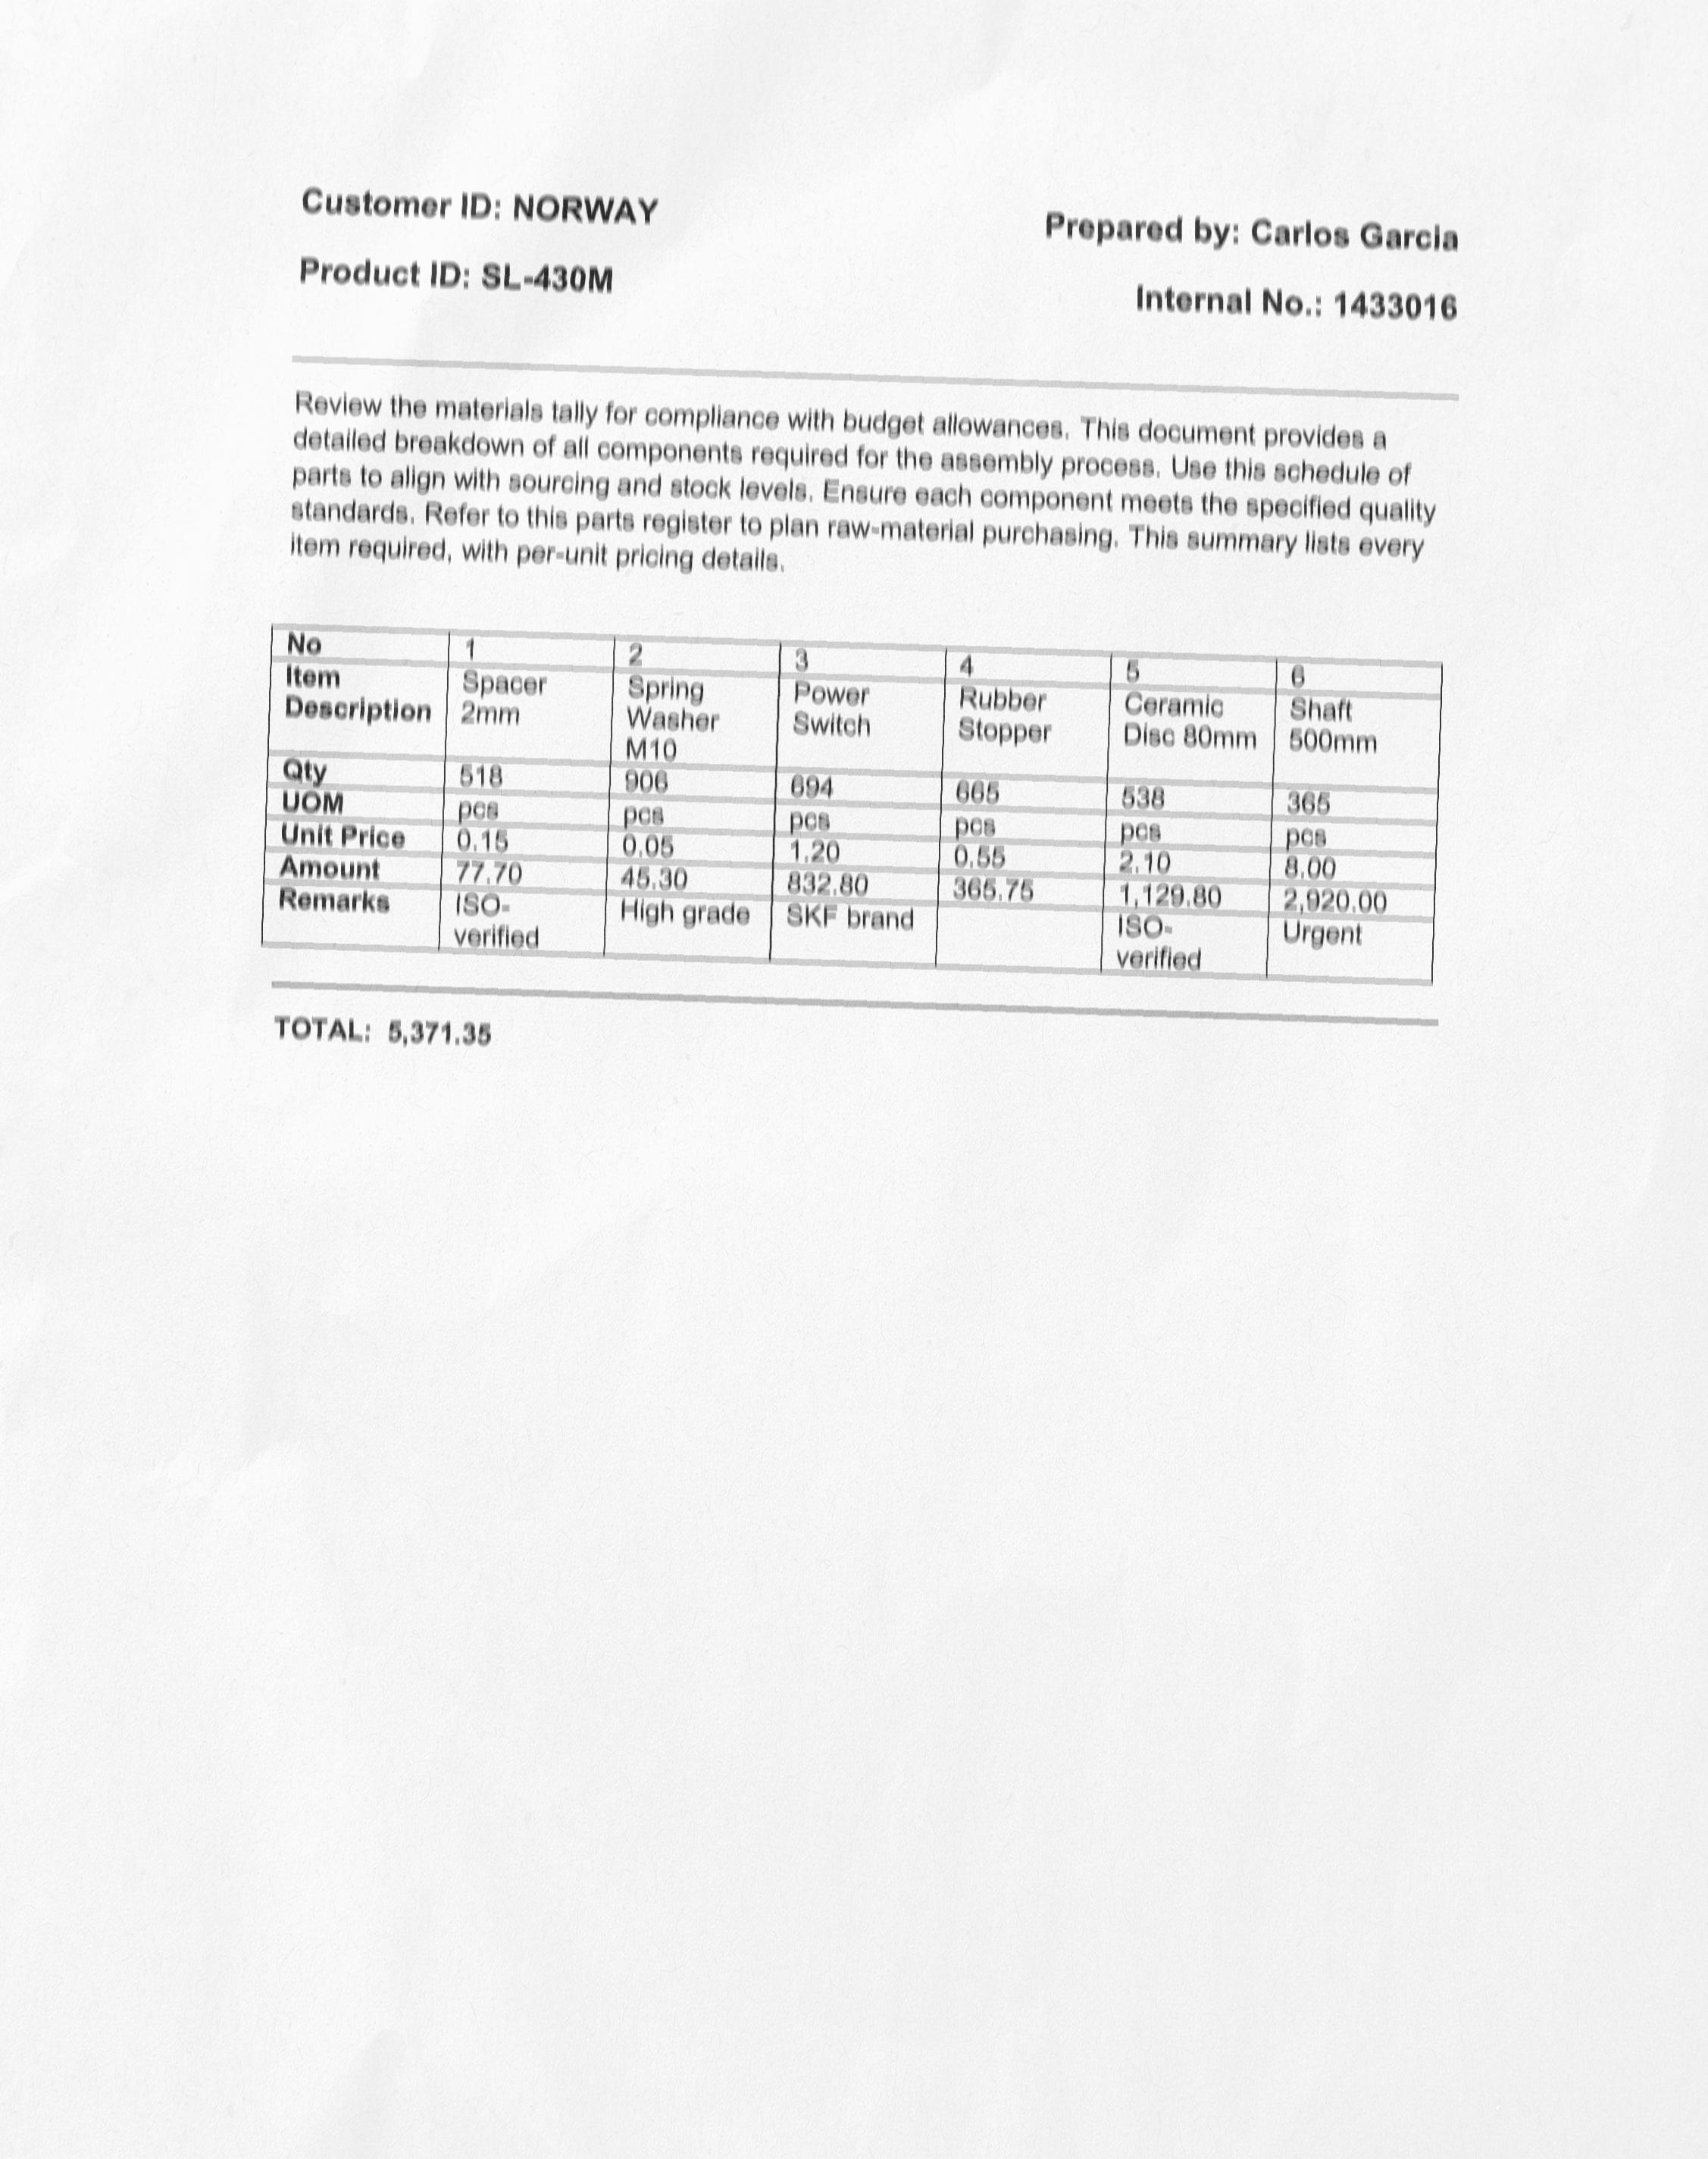 Customer ID: NORWAY
Prepared by: Carlos Garcia
Product ID: SL-430M
Internal No.: 1433016
Review the materials tally for compliance with budget allowances. This document provides a
detailed breakdown of all components required for the assembly process. Use this schedule of
parts to align with sourcing and stock levels. Ensure each component meets the specified quality
standards. Refer to this parts register to plan raw-material purchasing. This summary lists every
item required, with per-unit pricing details.
No 1 2 3 4 5 6
Item Spacer Spring Power Rubber Ceramic Shaft
Description 2mm Washer Switch Stopper Disc 80mm 500mm
M10
Qty 518 906 694 665 538 365
UOM pcs pcs pcs pcs pcs pcs
Unit Price 0.15 0.05 1.20 0.55 2.10 8.00
Amount 77.70 45.30 832.80 365.75 1,129.80 2,920.00
Remarks ISO- High grade SKF brand ISO- Urgent
verified verified
TOTAL: 5,371.35